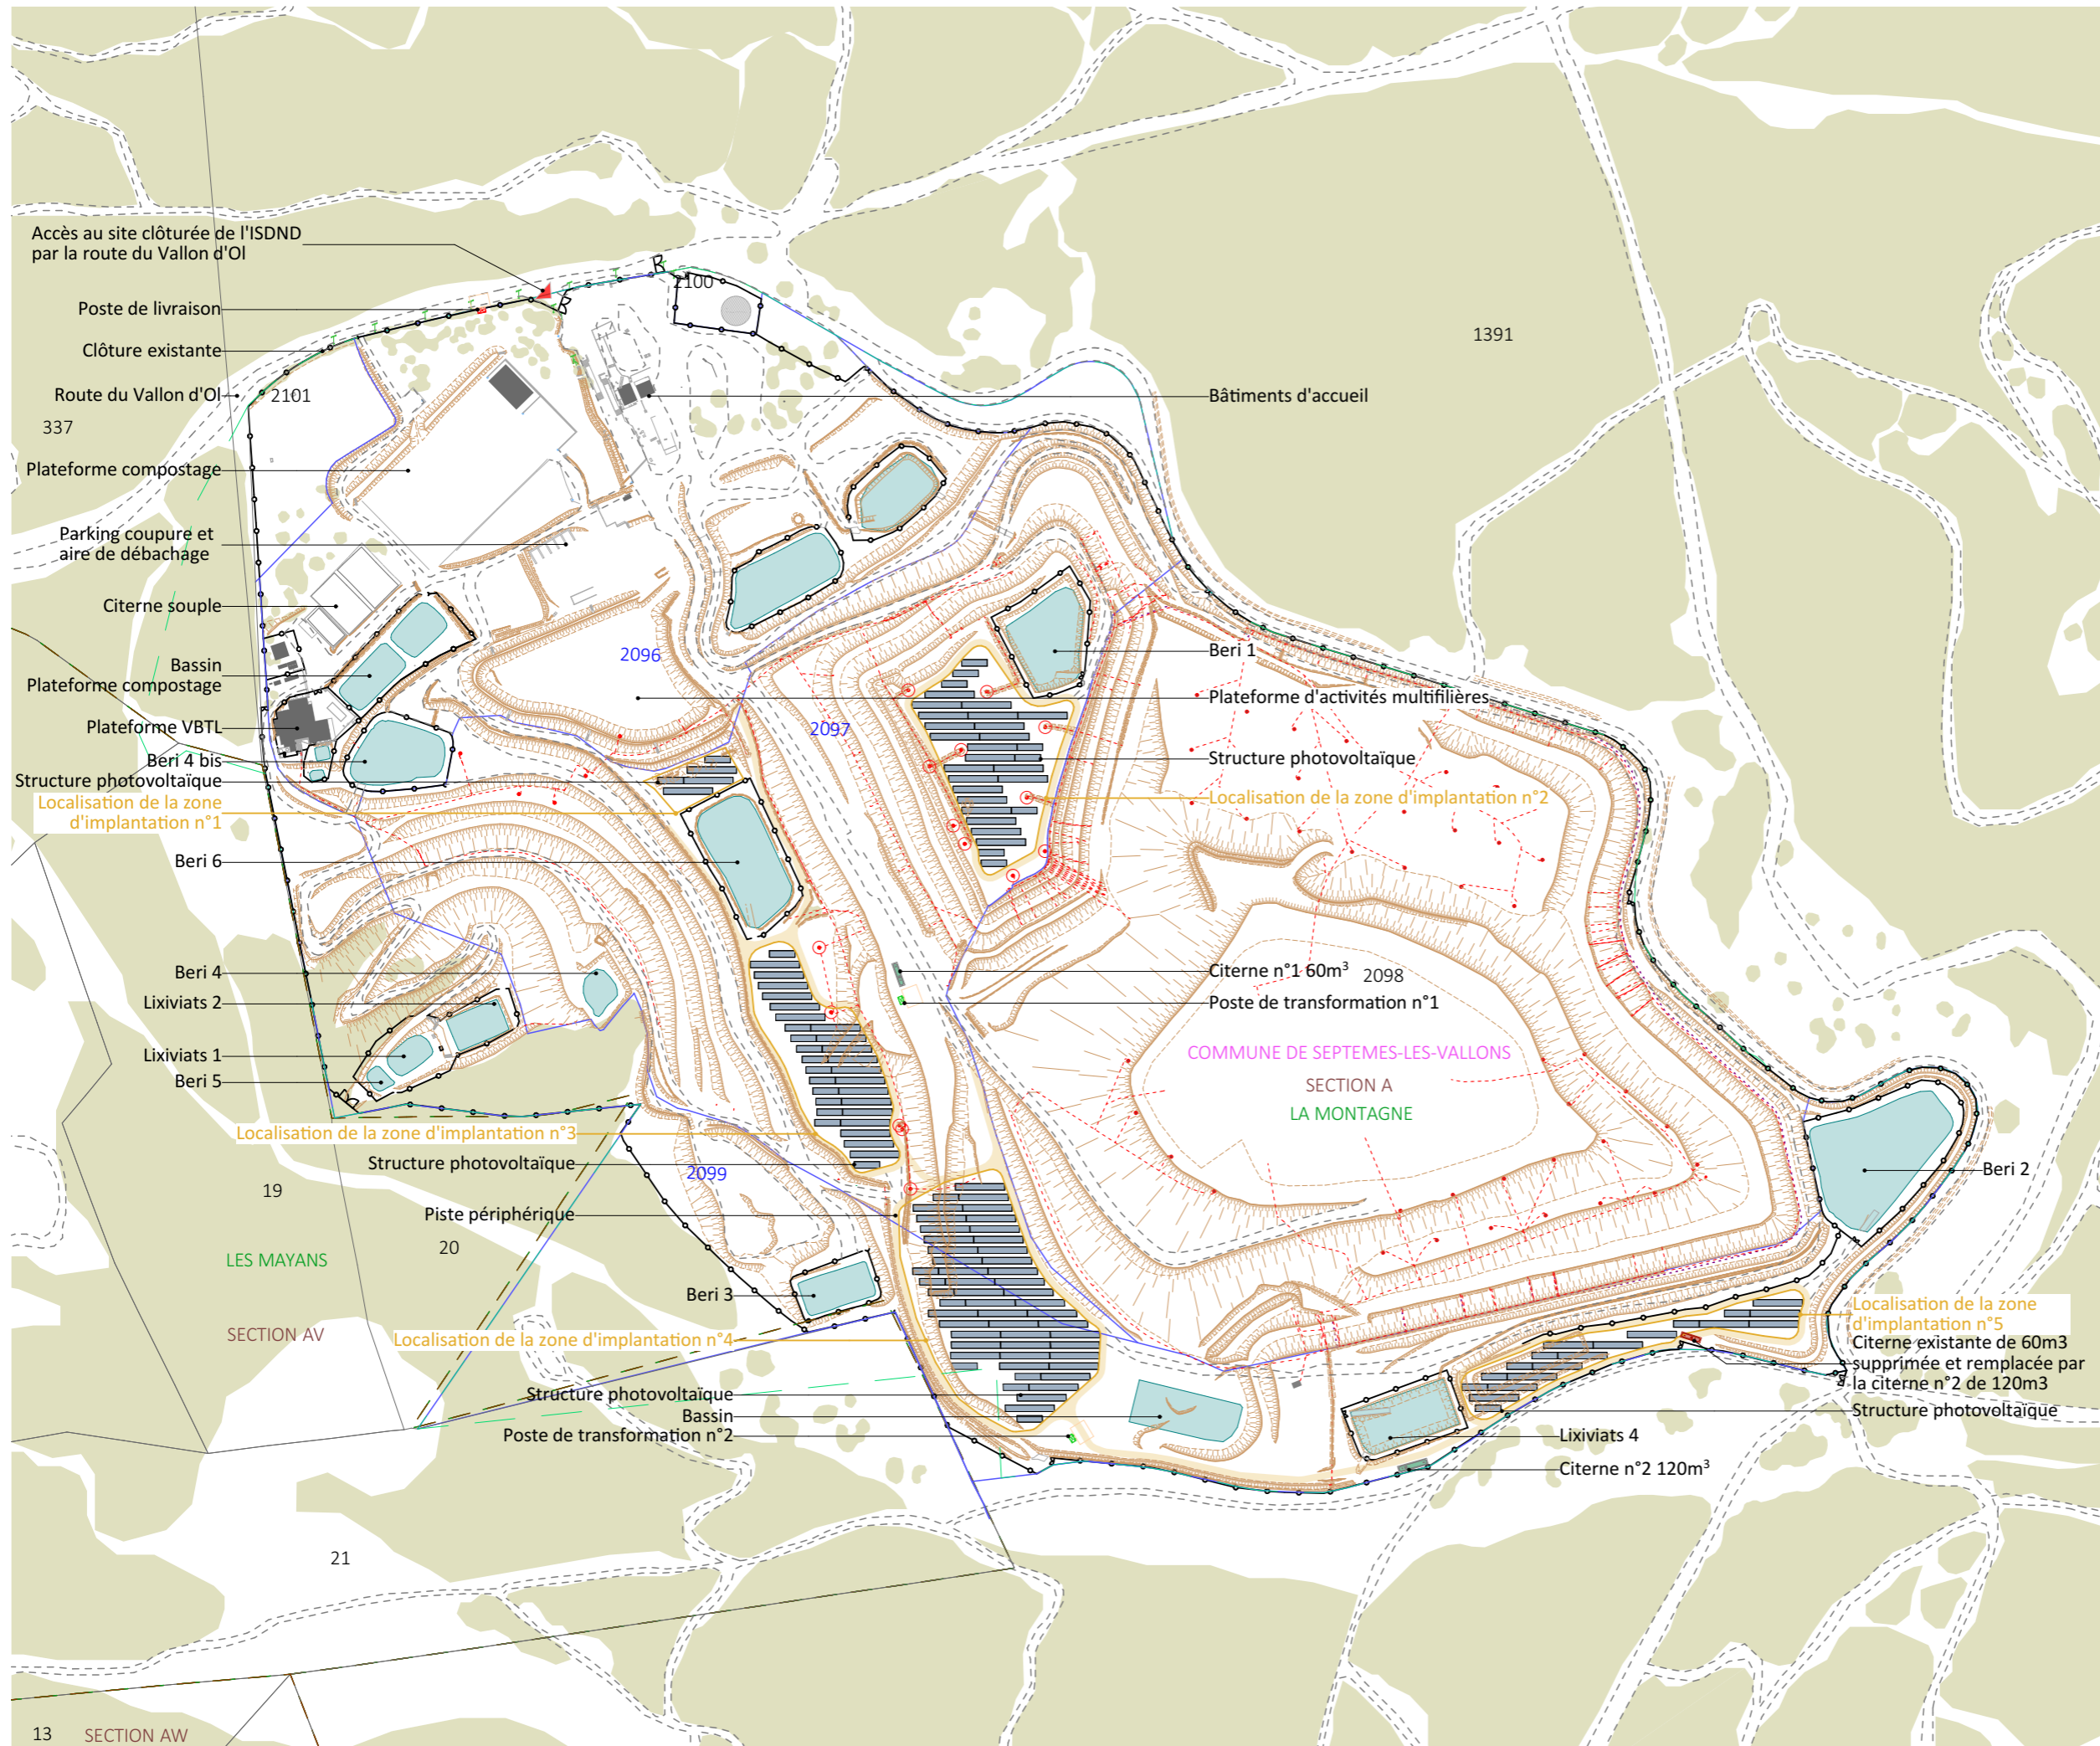 Accès au site clôturée de l'ISDND
par la route du Vallon d'Ol
2100
Poste de livraison
1391
Clôture existante
Route du Vallon d'Ol
2101
Bâtiments d'accueil
337
Plateforme compostage
Parking coupure et
aire de débachage
Citerne souple
2096
Beri 1
Bassin
Plateforme compostage
Plateforme d'activités multifilières
Plateforme VBTL
2097
Beri 4 bis
Structure photovoltaïque
Structure photovoltaïque
Localisation de la zone
d'implantation n°1
Localisation de la zone d'implantation n°2
Beri 6
Beri 4
Citerne n°1 60m³
2098
Lixiviats 2
Poste de transformation n°1
Lixiviats 1
COMMUNE DE SEPTEMES-LES-VALLONS
Beri 5
SECTION A
LA MONTAGNE
Localisation de la zone d'implantation n°3
Structure photovoltaïque
2099
Beri 2
19
Piste périphérique
20
LES MAYANS
Beri 3
Localisation de la zone
d'implantation n°5
SECTION AV
Localisation de la zone d'implantation n°4
Citerne existante de 60m3
supprimée et remplacée par
la citerne n°2 de 120m3
Structure photovoltaïque
Structure photovoltaïque
Bassin
Poste de transformation n°2
Lixiviats 4
Citerne n°2 120m³
21
13
SECTION AW